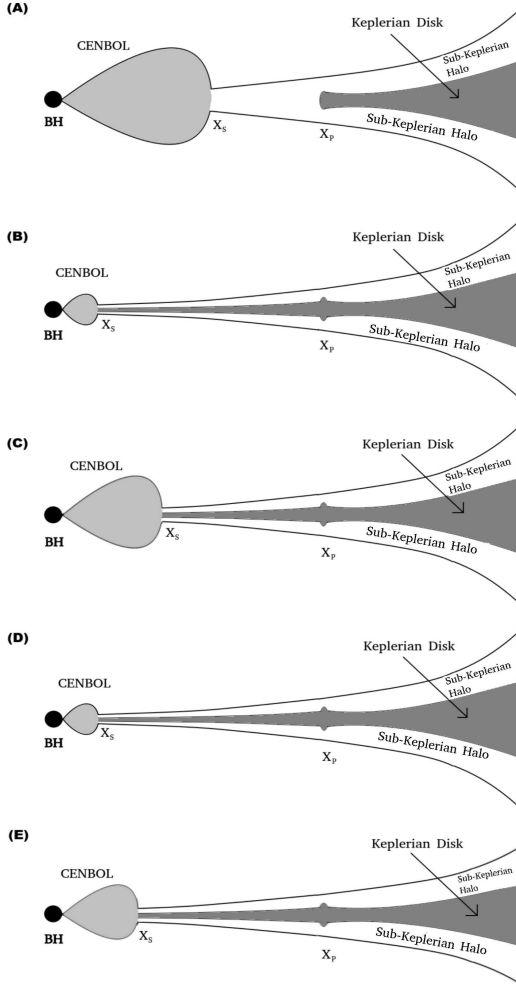 (A)
Keplerian Disk
CENBOL
Sub-Keplerian
Halo
BH
Sub-Keplerian Halo
XS
XP
(B)
Keplerian Disk
CENBOL
Sub-Keplerian
Halo
BH
XS
Sub-Keplerian Halo
XP
(C)
Keplerian Disk
CENBOL
Sub-Keplerian
Halo
BH
XS
Sub-Keplerian Halo
XP
(D)
Keplerian Disk
CENBOL
Sub-Keplerian
Halo
BH
XS
Sub-Keplerian Halo
XP
(E)
Keplerian Disk
CENBOL
Sub-Keplerian
Halo
BH
XS
Sub-Keplerian Halo
XP